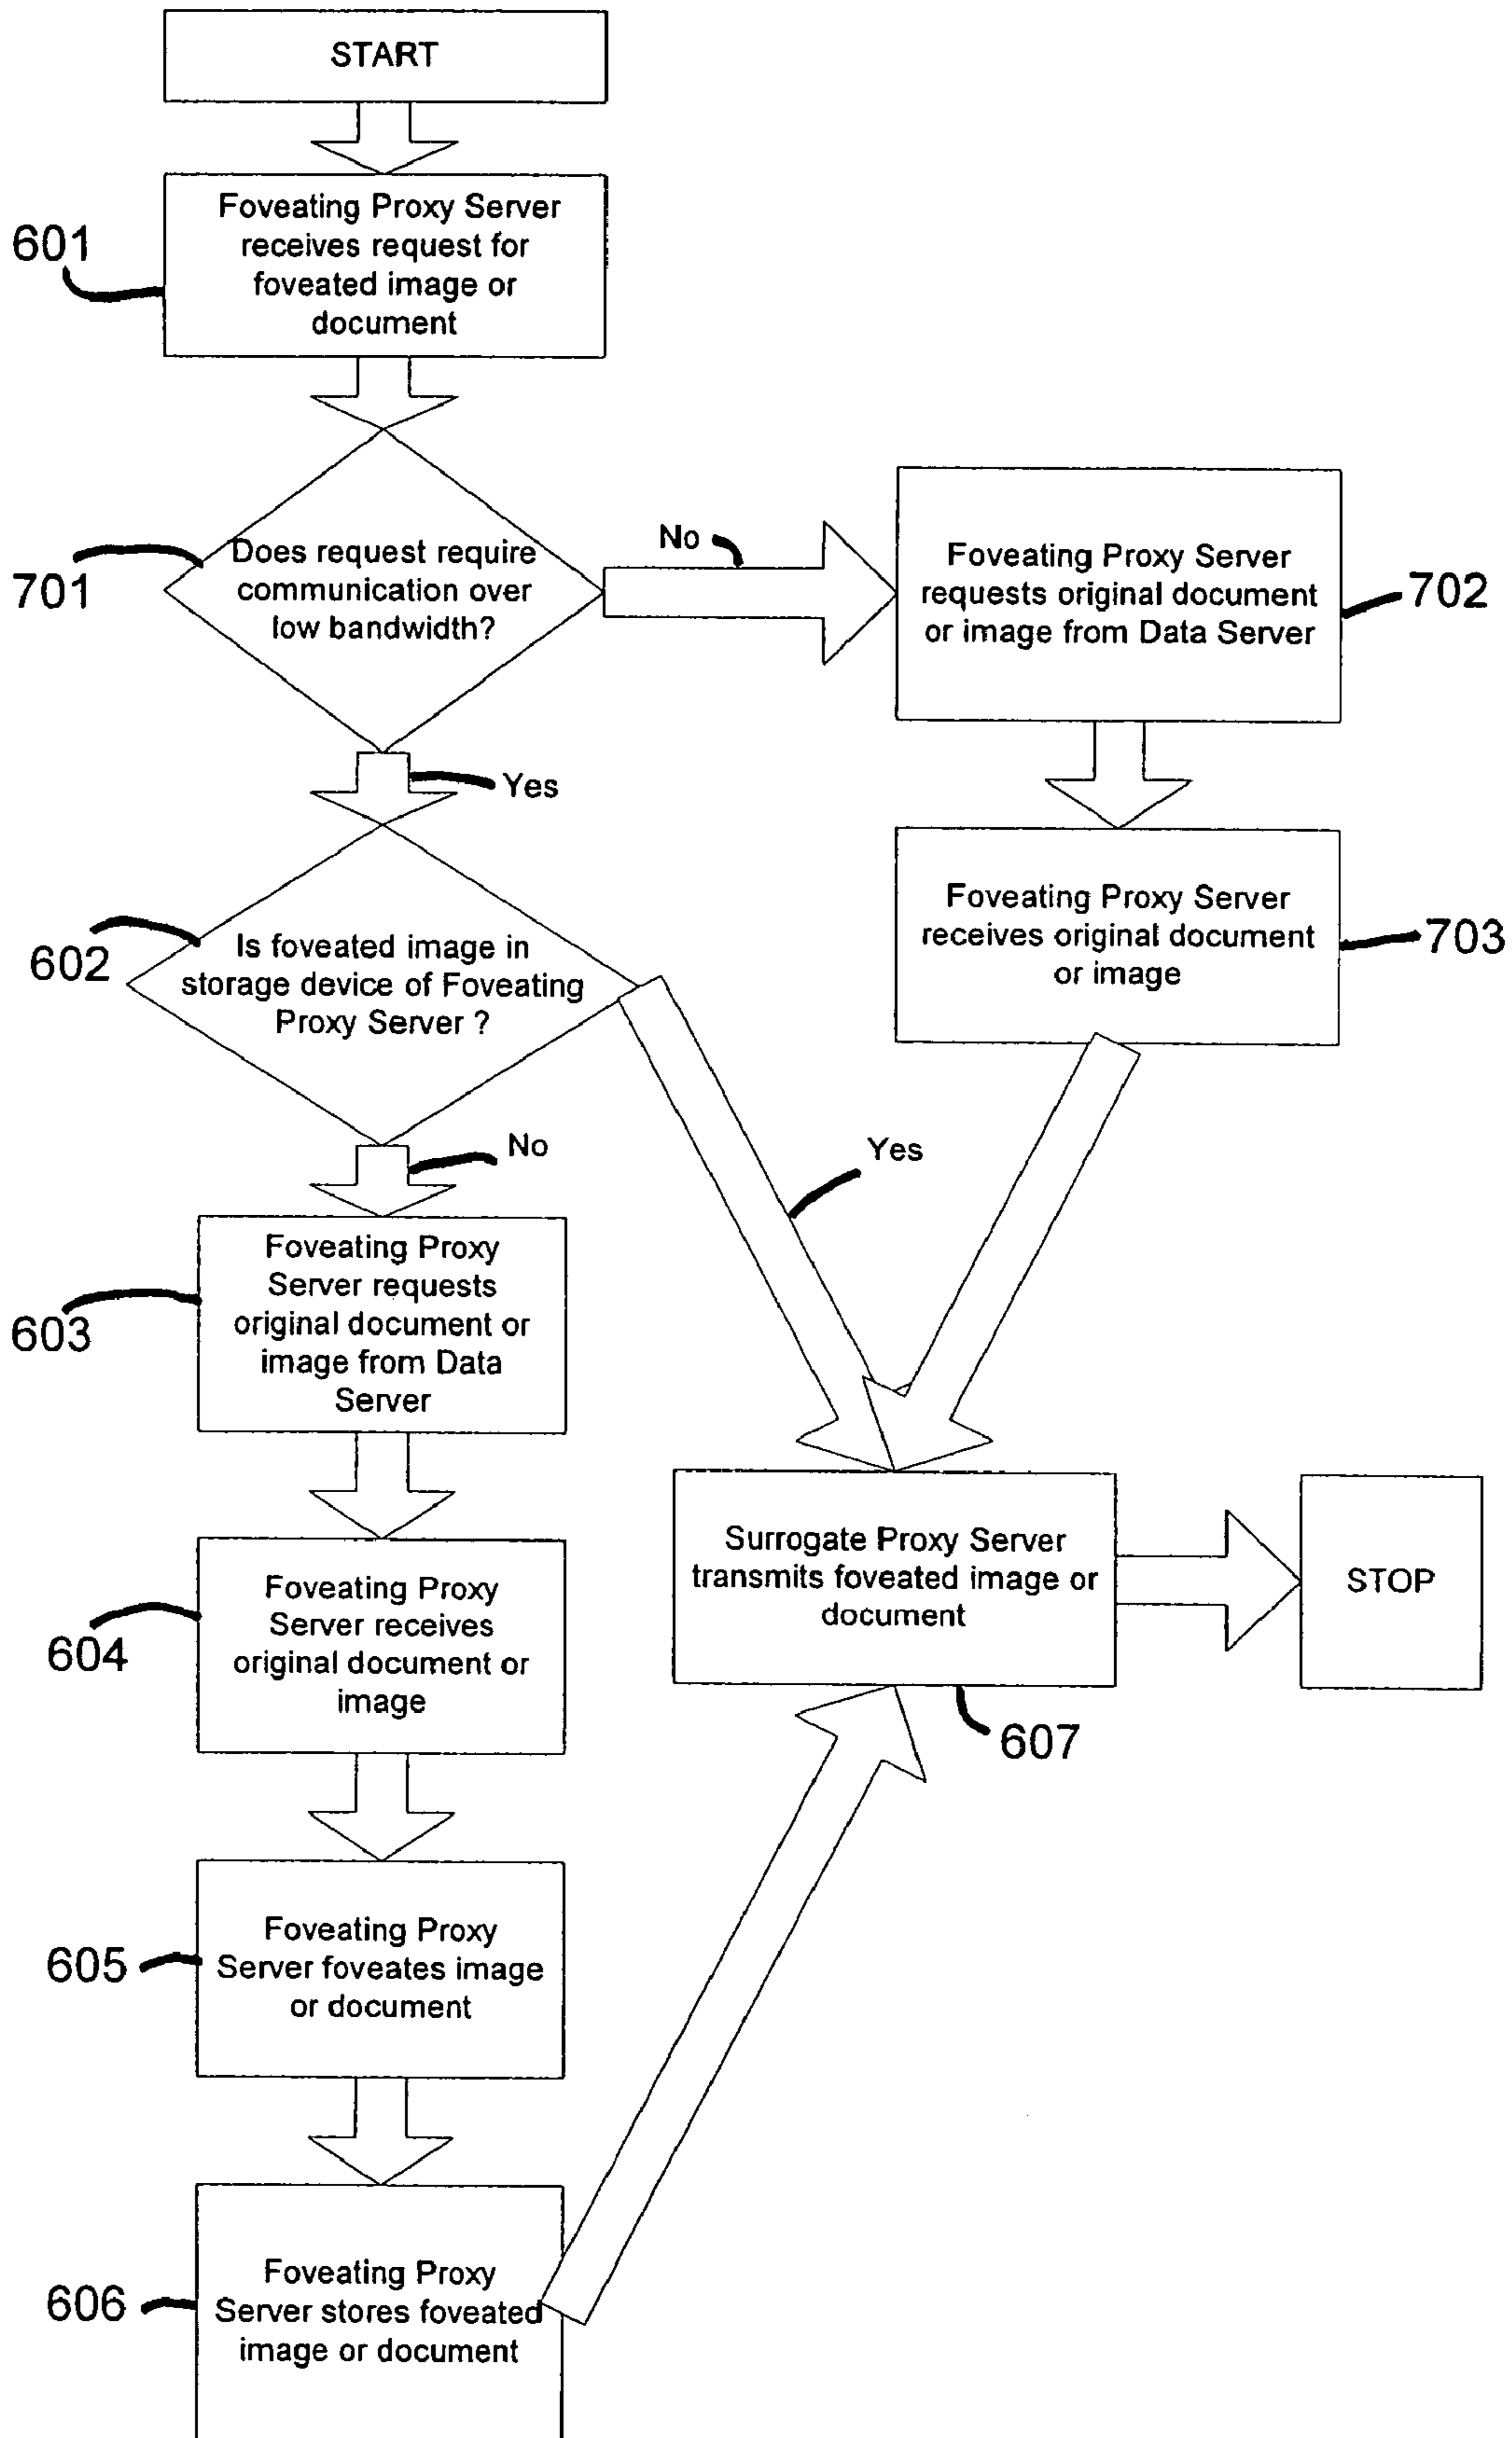 START
Foveating Proxy Server
receives request for
foveated image or
document
601
Does request require
communication over
low bandwidth?
701
No
Foveating Proxy Server
requests original document
or image from Data Server
702
Yes
Foveating Proxy Server
receives original document
or image
703
Is foveated image in
storage device of Foveating
Proxy Server ?
602
No
Yes
Foveating Proxy
Server requests
original document or
image from Data
Server
603
Foveating Proxy
Server receives
original document or
image
604
Surrogate Proxy Server
transmits foveated image or
document
607
STOP
Foveating Proxy
Server foveates image
or document
605
Foveating Proxy
Server stores foveated
image or document
606